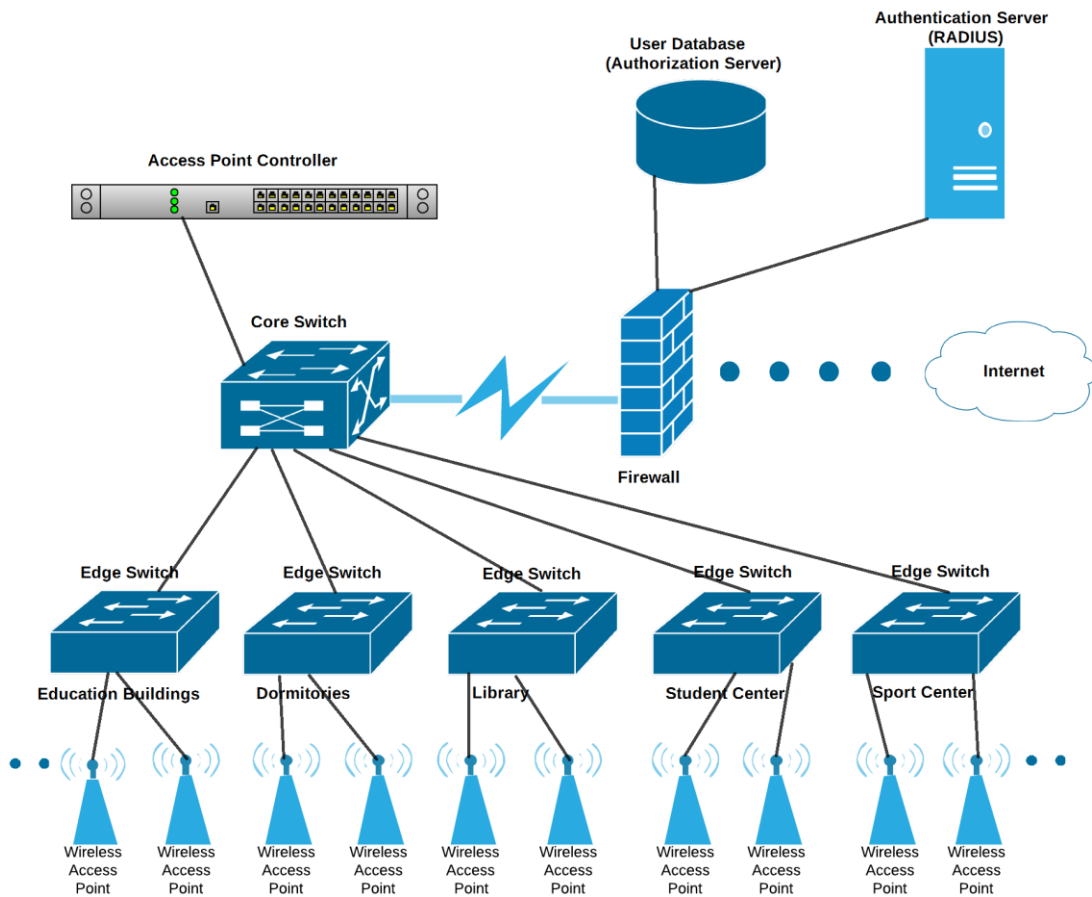 Authentication Server
(RADIUS)
User Database
(Authorization Server)
Access Point Controller
Core Switch
Internet
Firewall
Edge Switch
Edge Switch
Edge Switch
Edge Switch
Edge Switch
Education Buildings
Dormitories
Library
Student Center
Sport Center
Wireless
Access
Point
Wireless
Access
Point
Wireless
Access
Point
Wireless
Access
Point
Wireless
Access
Point
Wireless
Access
Point
Wireless
Access
Point
Wireless
Access
Point
Wireless
Access
Point
Wireless
Access
Point